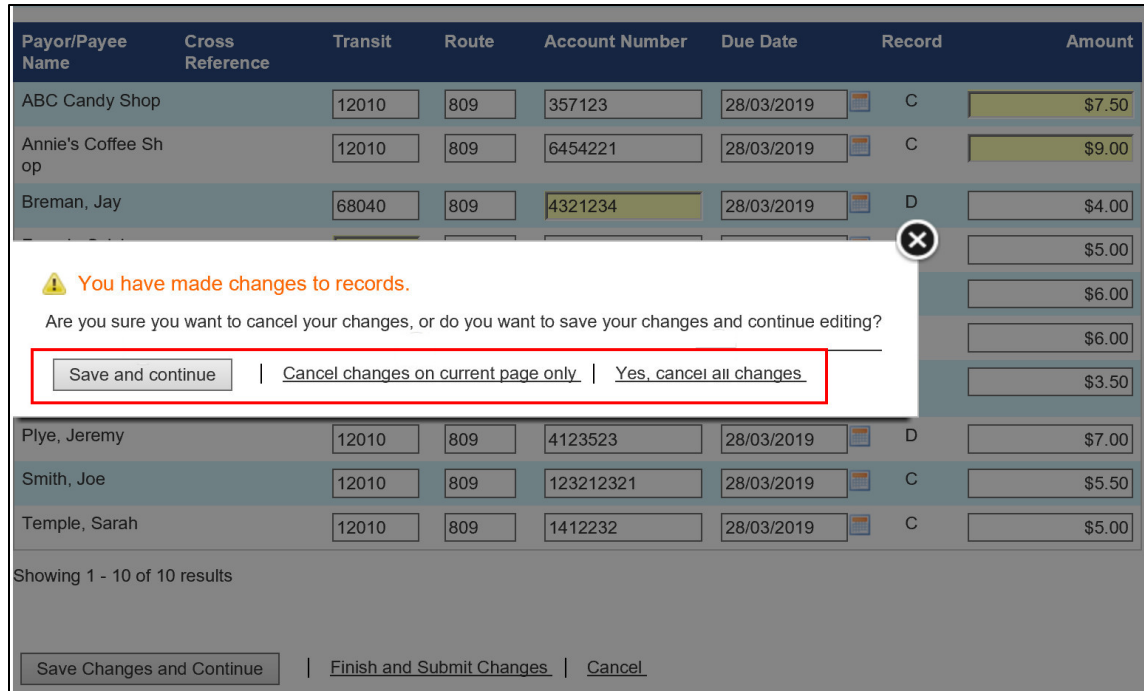 Payor/Payee Name Cross Reference Transit Route Account Number Due Date Record Amount
ABC Candy Shop 12010 809 357123 28/03/2019 C $7.50
Annie's Coffee Sh op 12010 809 6454221 28/03/2019 C $9.00
Breman, Jay 68040 809 4321234 28/03/2019 D $4.00
$5.00
You have made changes to records.
$6.00
Are you sure you want to cancel your changes, or do you want to save your changes and continue editing?
$6.00
Save and continue | Cancel changes on current page only | Yes, cancel all changes
$3.50
Plye, Jeremy 12010 809 4123523 28/03/2019 D $7.00
Smith, Joe 12010 809 123212321 28/03/2019 C $5.50
Temple, Sarah 12010 809 1412232 28/03/2019 C $5.00
Showing 1 - 10 of 10 results
Save Changes and Continue | Finish and Submit Changes | Cancel